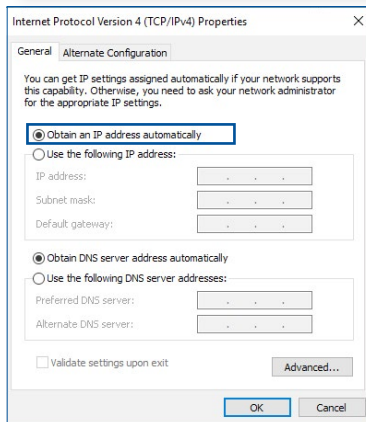 Internet Protocol Version 4 (TCP/IPv4) Properties
General Alternate Configuration
You can get IP settings assigned automatically if your network supports
this capability. Otherwise, you need to ask your network administrator
for the appropriate IP settings.
Obtain an IP address automatically
Use the following IP address:
IP address:
Subnet mask:
Default gateway:
Obtain DNS server address automatically
Use the following DNS server addresses:
Preferred DNS server:
Alternate DNS server:
Validate settings upon exit
Advanced...
OK Cancel